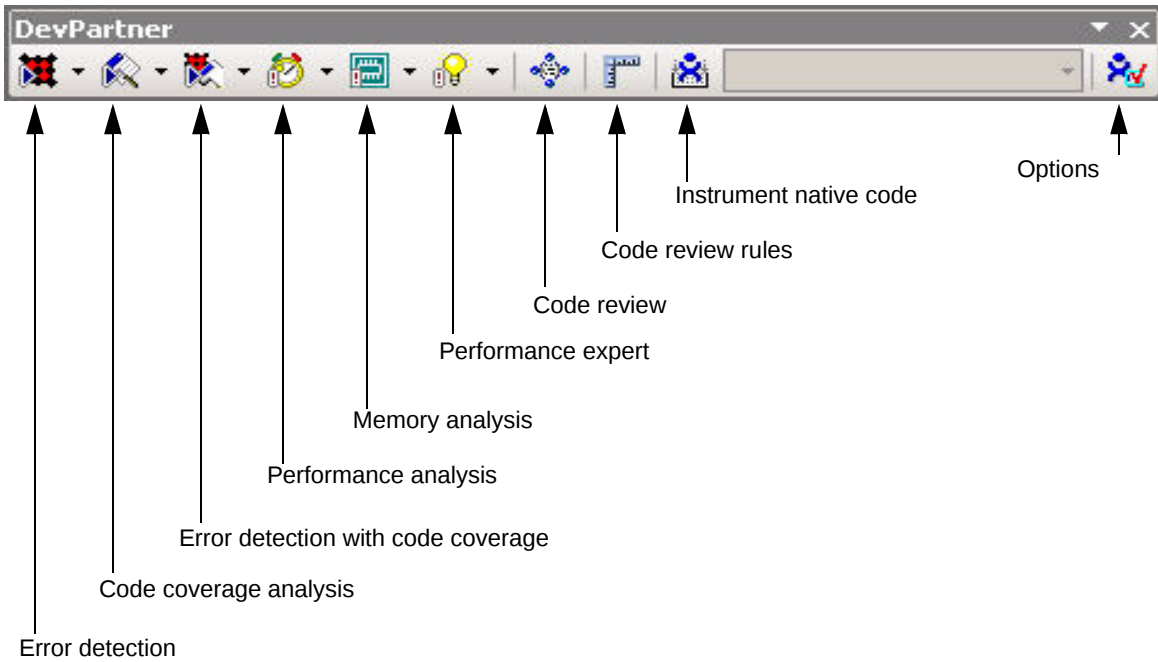 DevPartner
Options
Instrument native code
Code review rules
Code review
Performance expert
Memory analysis
Performance analysis
Error detection with code coverage
Code coverage analysis
Error detection